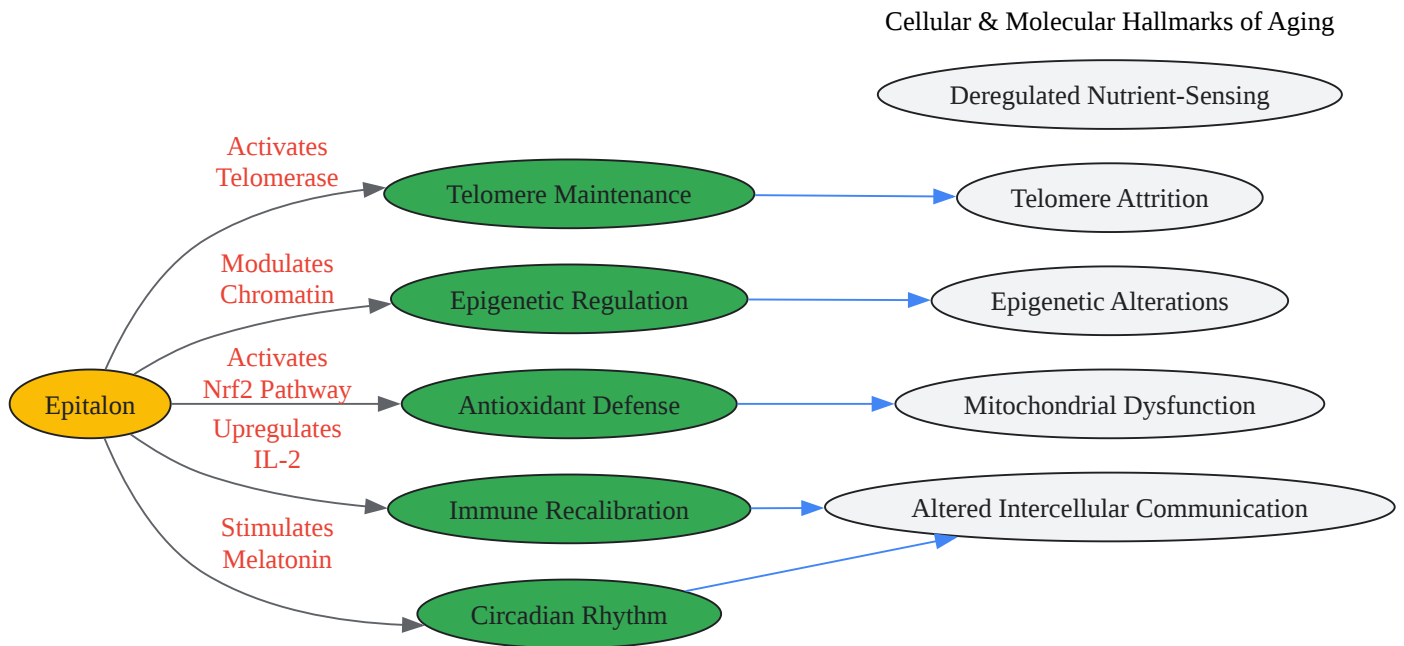 Cellular & Molecular Hallmarks of Aging
Deregulated Nutrient-Sensing
Activates
Telomerase
Telomere Maintenance
Telomere Attrition
Modulates
Chromatin
Epigenetic Regulation
Epigenetic Alterations
Activates
Nrf2 Pathway
Epitalon
Antioxidant Defense
Mitochondrial Dysfunction
Upregulates
IL-2
Immune Recalibration
Altered Intercellular Communication
Stimulates
Melatonin
Circadian Rhythm